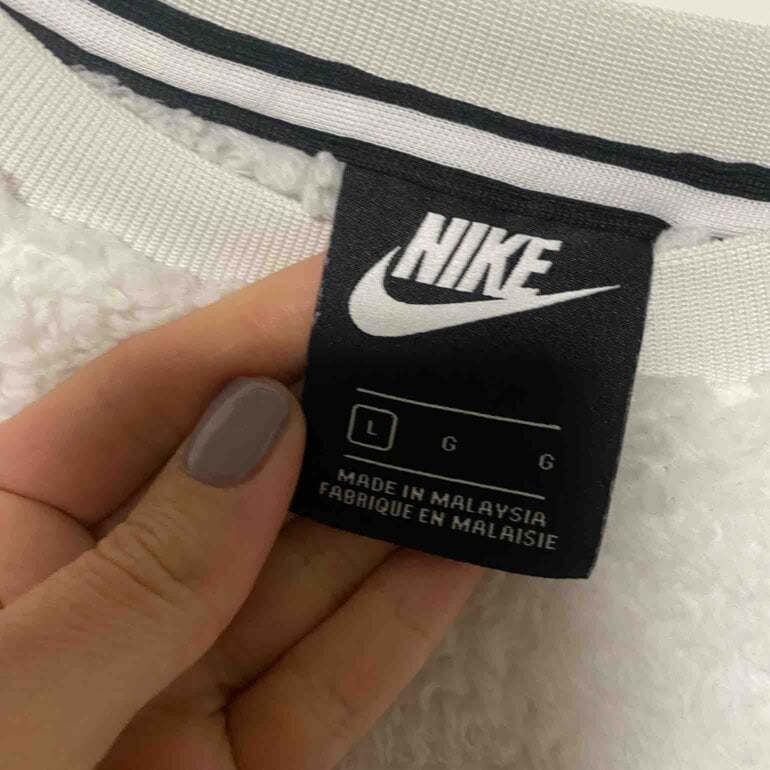 NIKE
L G G
MADE IN MALAYSIA
FABRIQUE EN MALAISIE